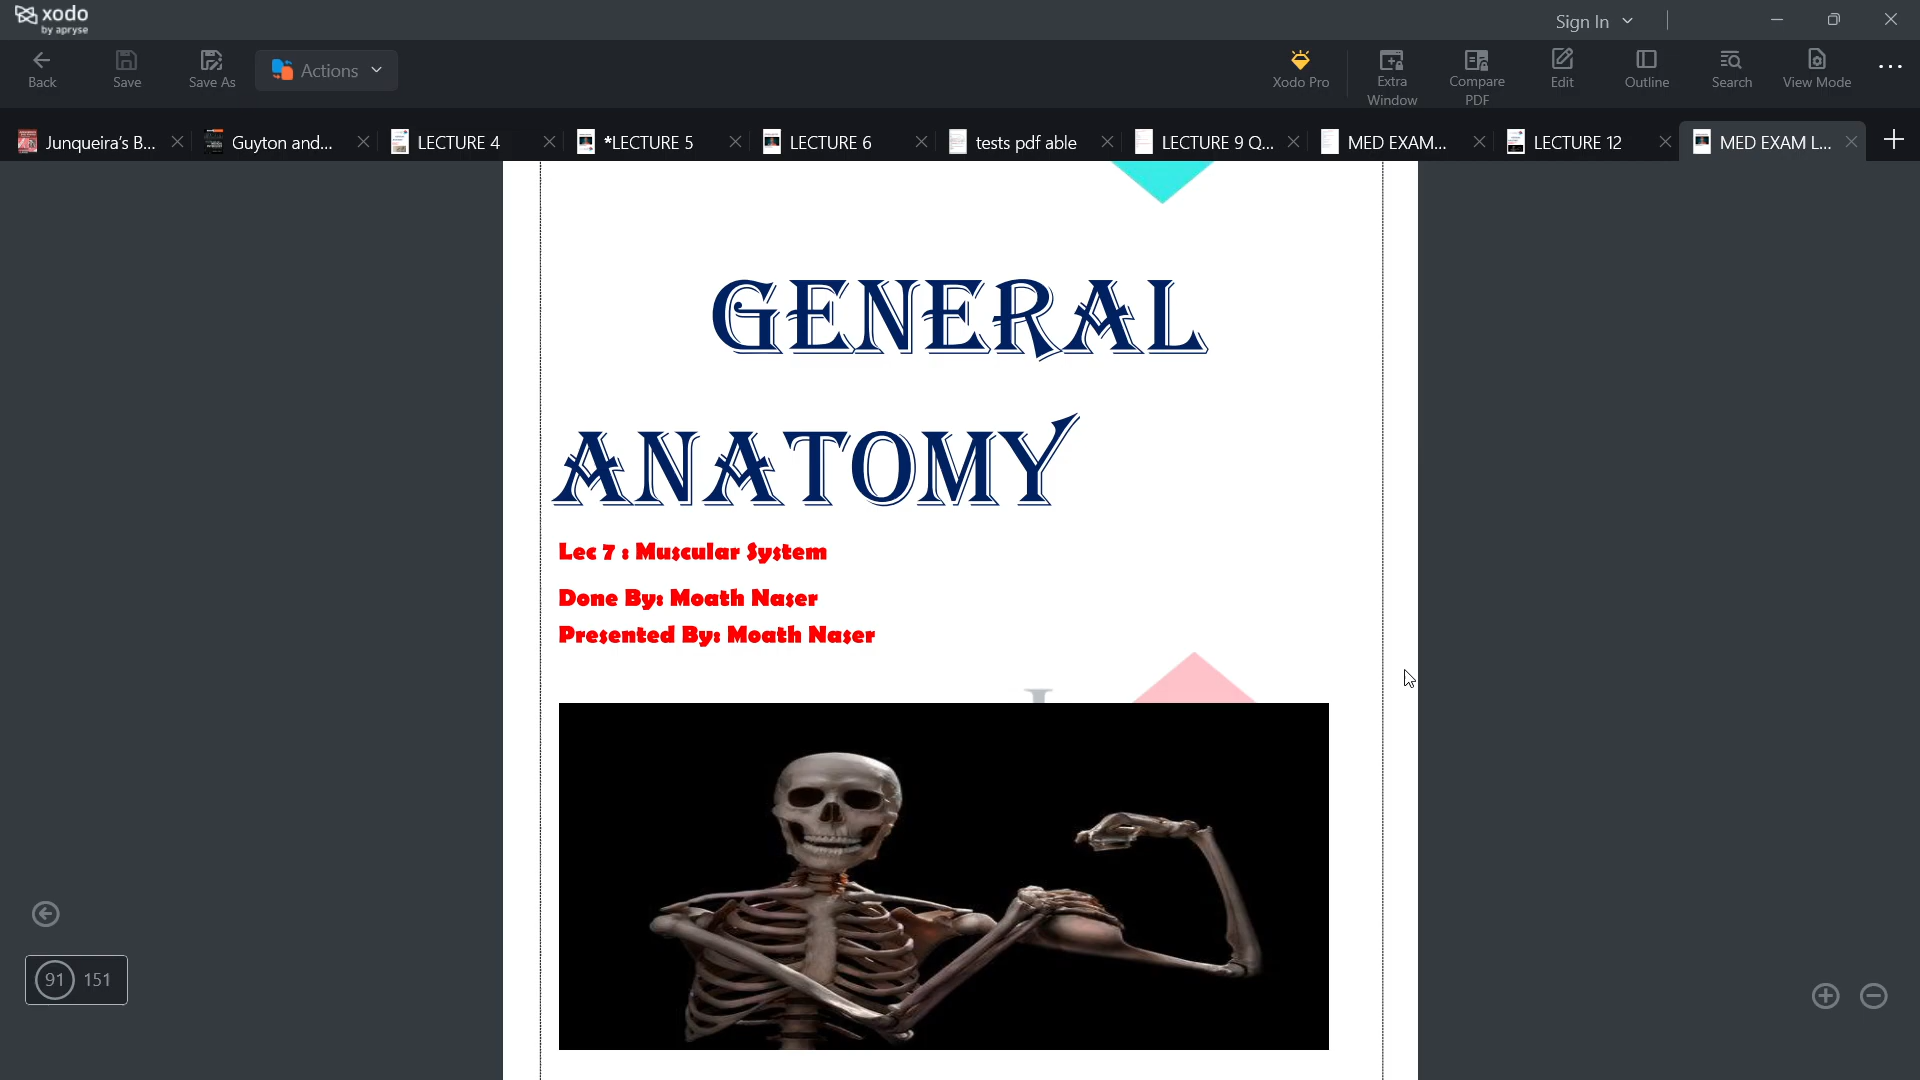 xodo
by apryse
Sign In
Back
Save
Save As
Actions
Xodo Pro
Extra
Window
Compare
PDF
Edit
Outline
Search
View Mode
Junqueira's B...
Guyton and...
LECTURE 4
*LECTURE 5
LECTURE 6
tests pdf able
LECTURE 9 Q...
MED EXAM...
LECTURE 12
MED EXAM L...
GENERAL
ANATOMY
Lec 7 : Muscular System
Done By: Moath Naser
Presented By: Moath Naser
91 151